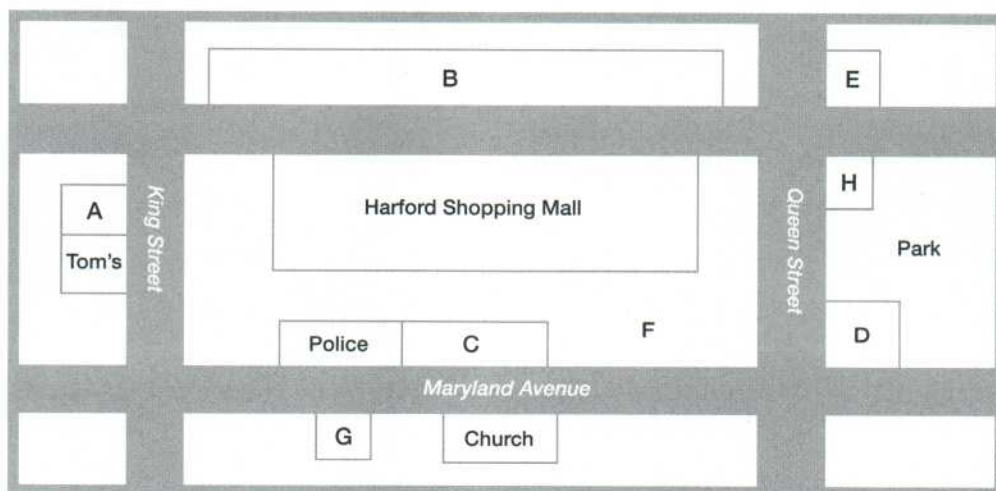 B
E
A
King Street
Harford Shopping Mall
Queen Street
H
Tom's
Park
Police
C
F
D
Maryland Avenue
G
Church